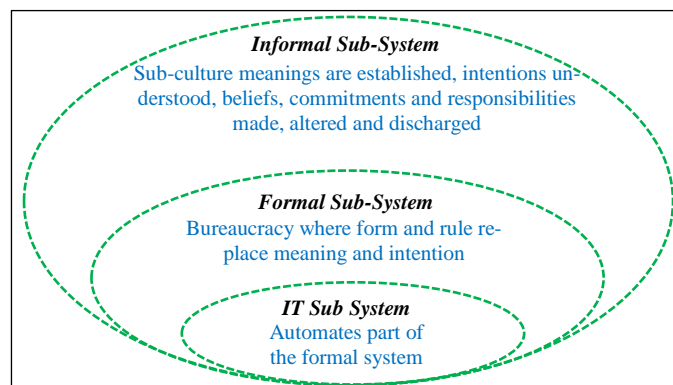 Informal Sub-System
Sub-culture meanings are established, intentions un-
derstood, beliefs, commitments and responsibilities
made, altered and discharged
Formal Sub-System
Bureaucracy where form and rule re-
place meaning and intention
IT Sub System
Automates part of
the formal system